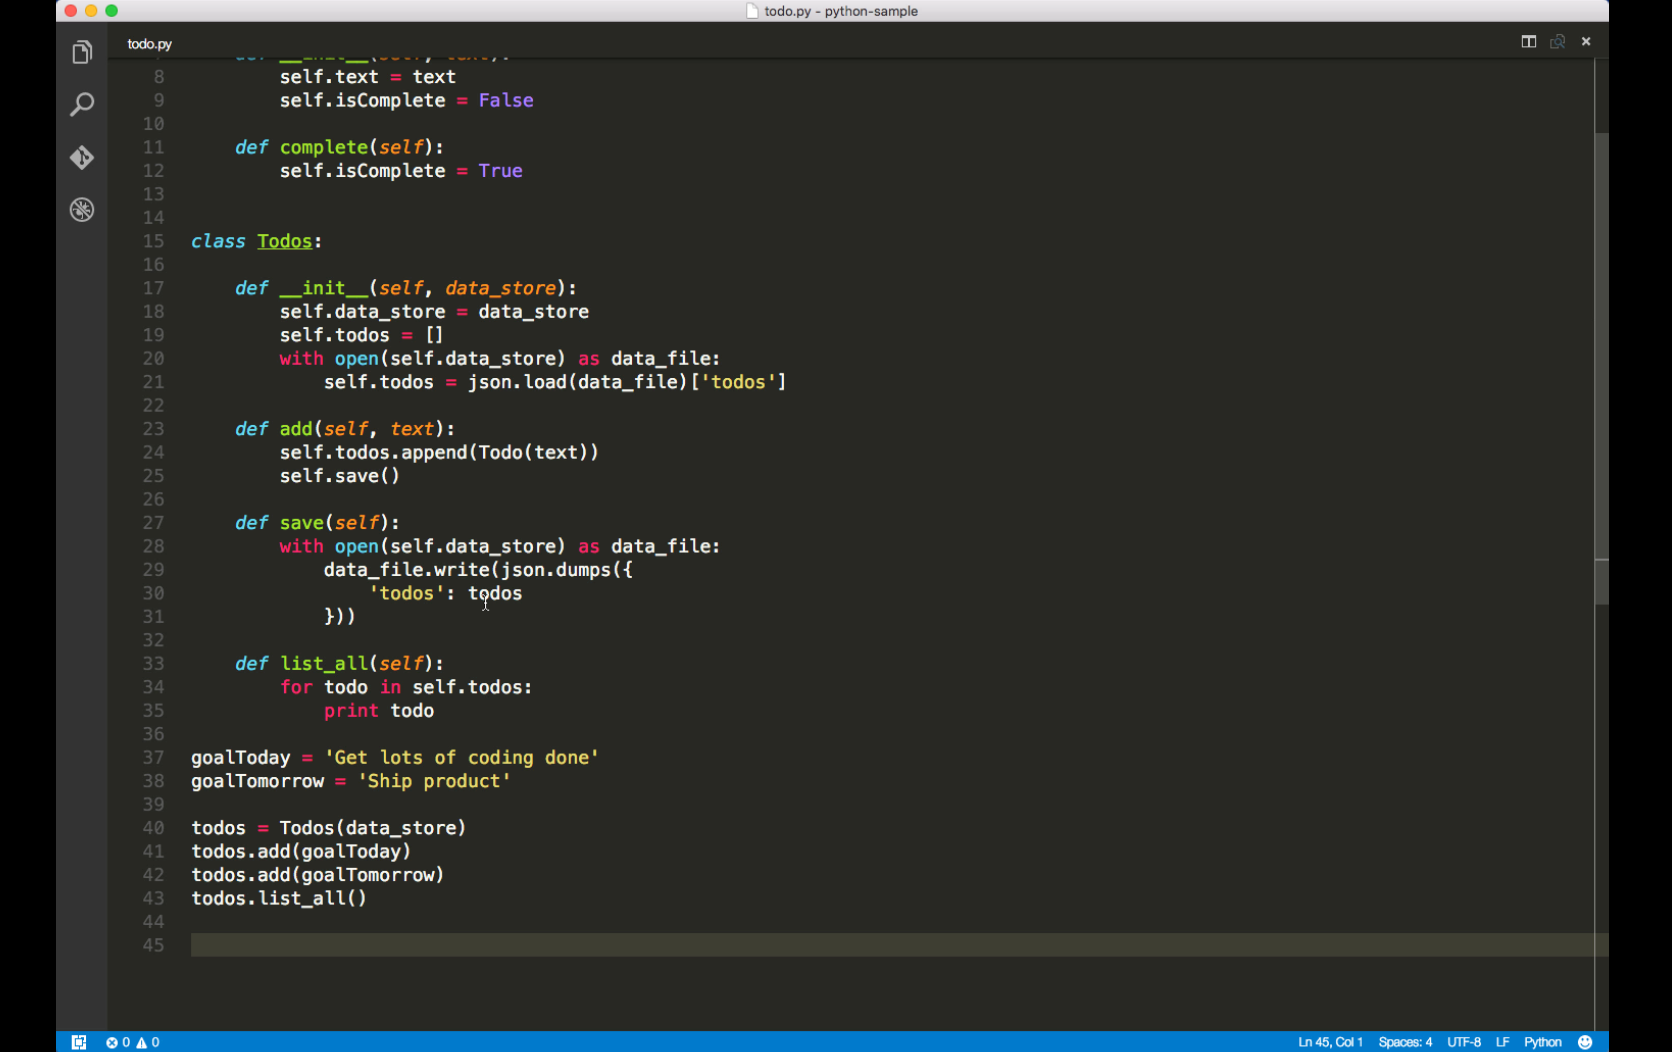 todo.py - python-sample
todo.py
def __init__(self, text):
8 self.text = text
9 self.isComplete = False
10
11 def complete(self):
12 self.isComplete = True
13
14
15 class Todos:
16
17 def __init__(self, data_store):
18 self.data_store = data_store
19 self.todos = []
20 with open(self.data_store) as data_file:
21 self.todos = json.load(data_file)['todos']
22
23 def add(self, text):
24 self.todos.append(Todo(text))
25 self.save()
26
27 def save(self):
28 with open(self.data_store) as data_file:
29 data_file.write(json.dumps({
30 'todos': todos
31 }))
32
33 def list_all(self):
34 for todo in self.todos:
35 print todo
36
37 goalToday = 'Get lots of coding done'
38 goalTomorrow = 'Ship product'
39
40 todos = Todos(data_store)
41 todos.add(goalToday)
42 todos.add(goalTomorrow)
43 todos.list_all()
44
45
0 0 Ln 45, Col 1 Spaces: 4 UTF-8 LF Python